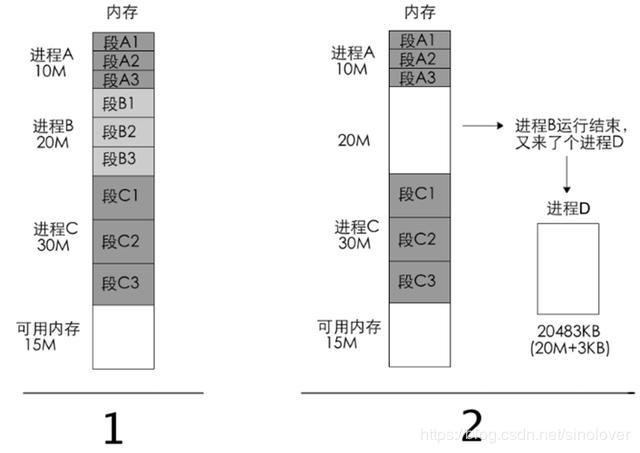 内存
进程A
10M
段A1
段A2
段A3
进程B
20M
段B1
段B2
段B3
进程C
30M
段C1
段C2
段C3
可用内存
15M
1
内存
进程A
10M
段A1
段A2
段A3
20M
进程B运行结束，
又来了个进程D
进程C
30M
段C1
段C2
段C3
进程D
20483KB
(20M+3KB)
可用内存
15M
2
https://blog.csdn.net/sinolover